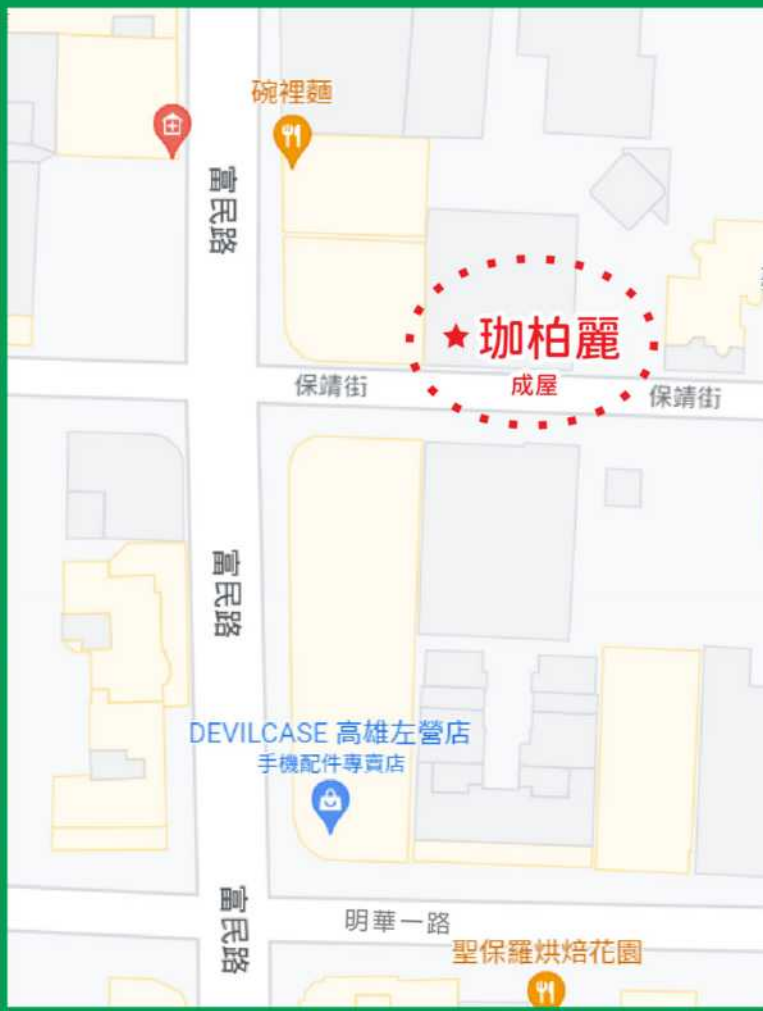 碗裡麵
富民路
珈柏麗
成屋
保靖街
保靖街
富民路
DEVILCASE 高雄左營店
手機配件專賣店
富民路
明華一路
聖保羅烘焙花園